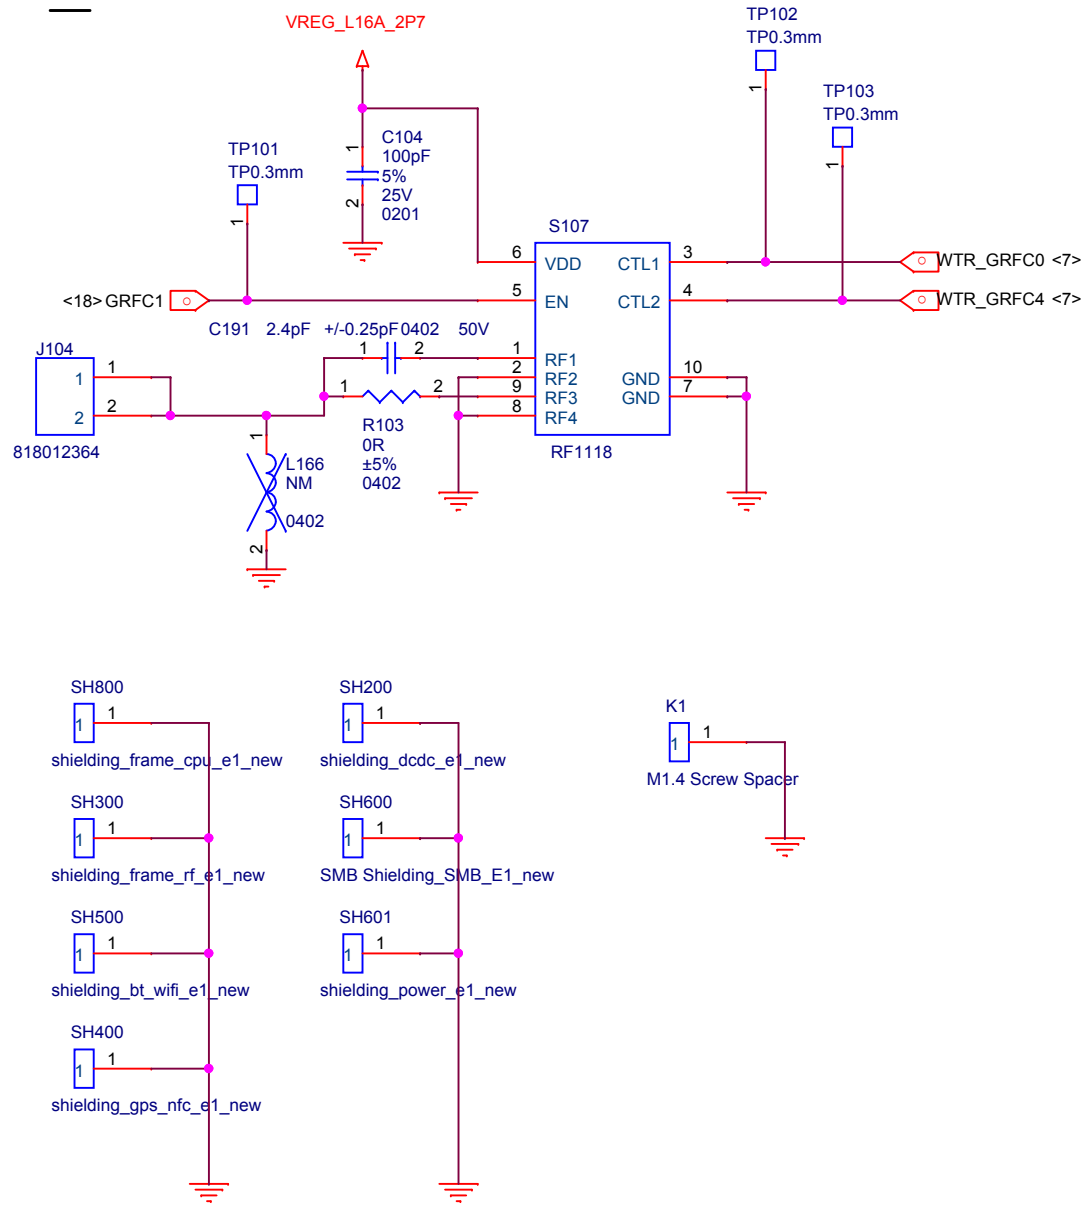 VREG_L16A_2P7
TP102
TP0.3mm
1
TP103
TP0.3mm
1
TP101
TP0.3mm
1
1
C104
100pF
5%
25V
0201
2
S107
6
VDD
CTL1
3
WTR_GRFC0 <7>
<18> GRFC1
5
EN
CTL2
4
WTR_GRFC4 <7>
C191 2.4pF +/-0.25pF 0402 50V
J104
1
1
2
2
818012364
1
2
1
RF1
2
RF2
GND
10
1
2
9
RF3
GND
7
8
RF4
R103
0R
±5%
0402
RF1118
1
L166
NM
0402
2
SH800
1
1
shielding_frame_cpu_e1_new
SH200
1
1
shielding_dcdc_e1_new
K1
1
1
M1.4 Screw Spacer
SH300
1
1
shielding_frame_rf_e1_new
SH600
1
1
SMB Shielding_SMB_E1_new
SH500
1
1
shielding_bt_wifi_e1_new
SH601
1
1
shielding_power_e1_new
SH400
1
1
shielding_gps_nfc_e1_new